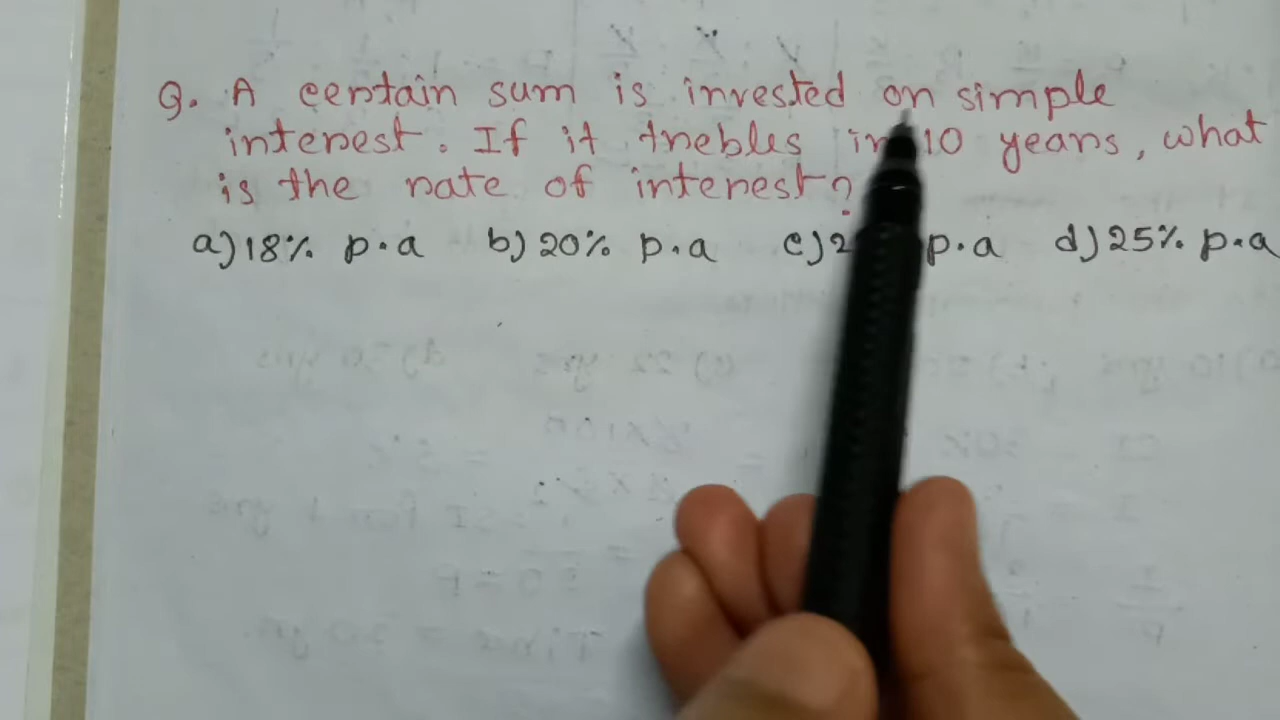 Q. A certain sum is invested on simple
interest. If it trebles in 10 years, what
is the rate of interest?
a) 18% p.a b) 20% p.a c) 2 p.a d) 25% p.a